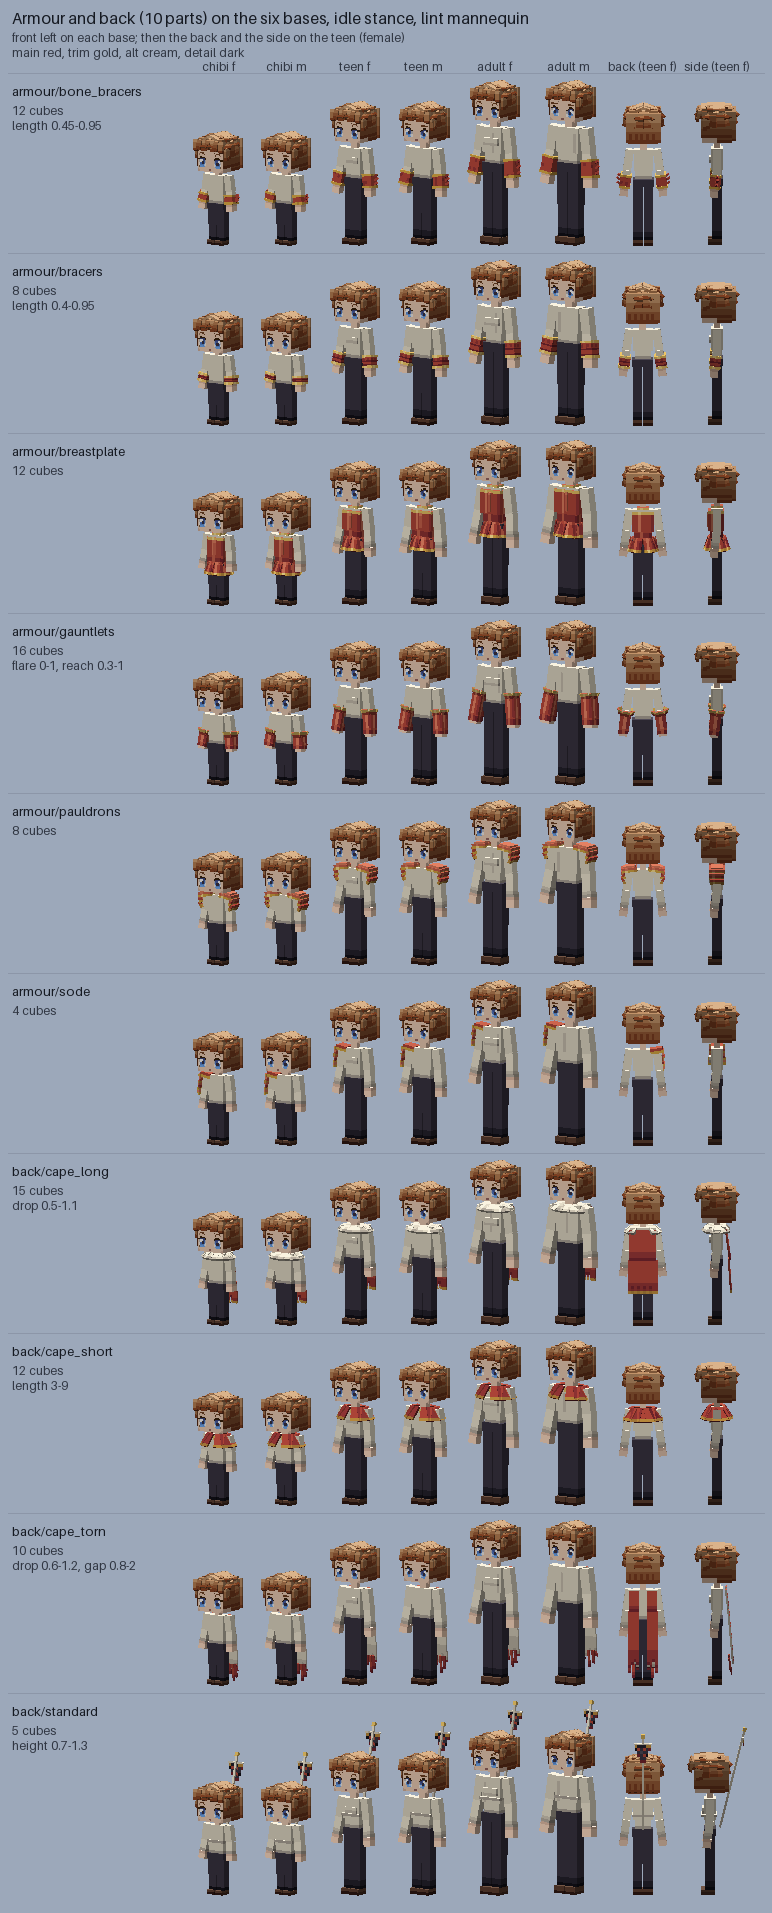 Armour and back (10 parts) on the six bases, idle stance, lint mannequin
front left on each base; then the back and the side on the teen (female)
main red, trim gold, alt cream, detail dark
chibi f chibi m teen f teen m adult f adult m back (teen f) side (teen f)
armour/bone_bracers
12 cubes
length 0.45-0.95
armour/bracers
8 cubes
length 0.4-0.95
armour/breastplate
12 cubes
armour/gauntlets
16 cubes
flare 0-1, reach 0.3-1
armour/pauldrons
8 cubes
armour/sode
4 cubes
back/cape_long
15 cubes
drop 0.5-1.1
back/cape_short
12 cubes
length 3-9
back/cape_torn
10 cubes
drop 0.6-1.2, gap 0.8-2
back/standard
5 cubes
height 0.7-1.3